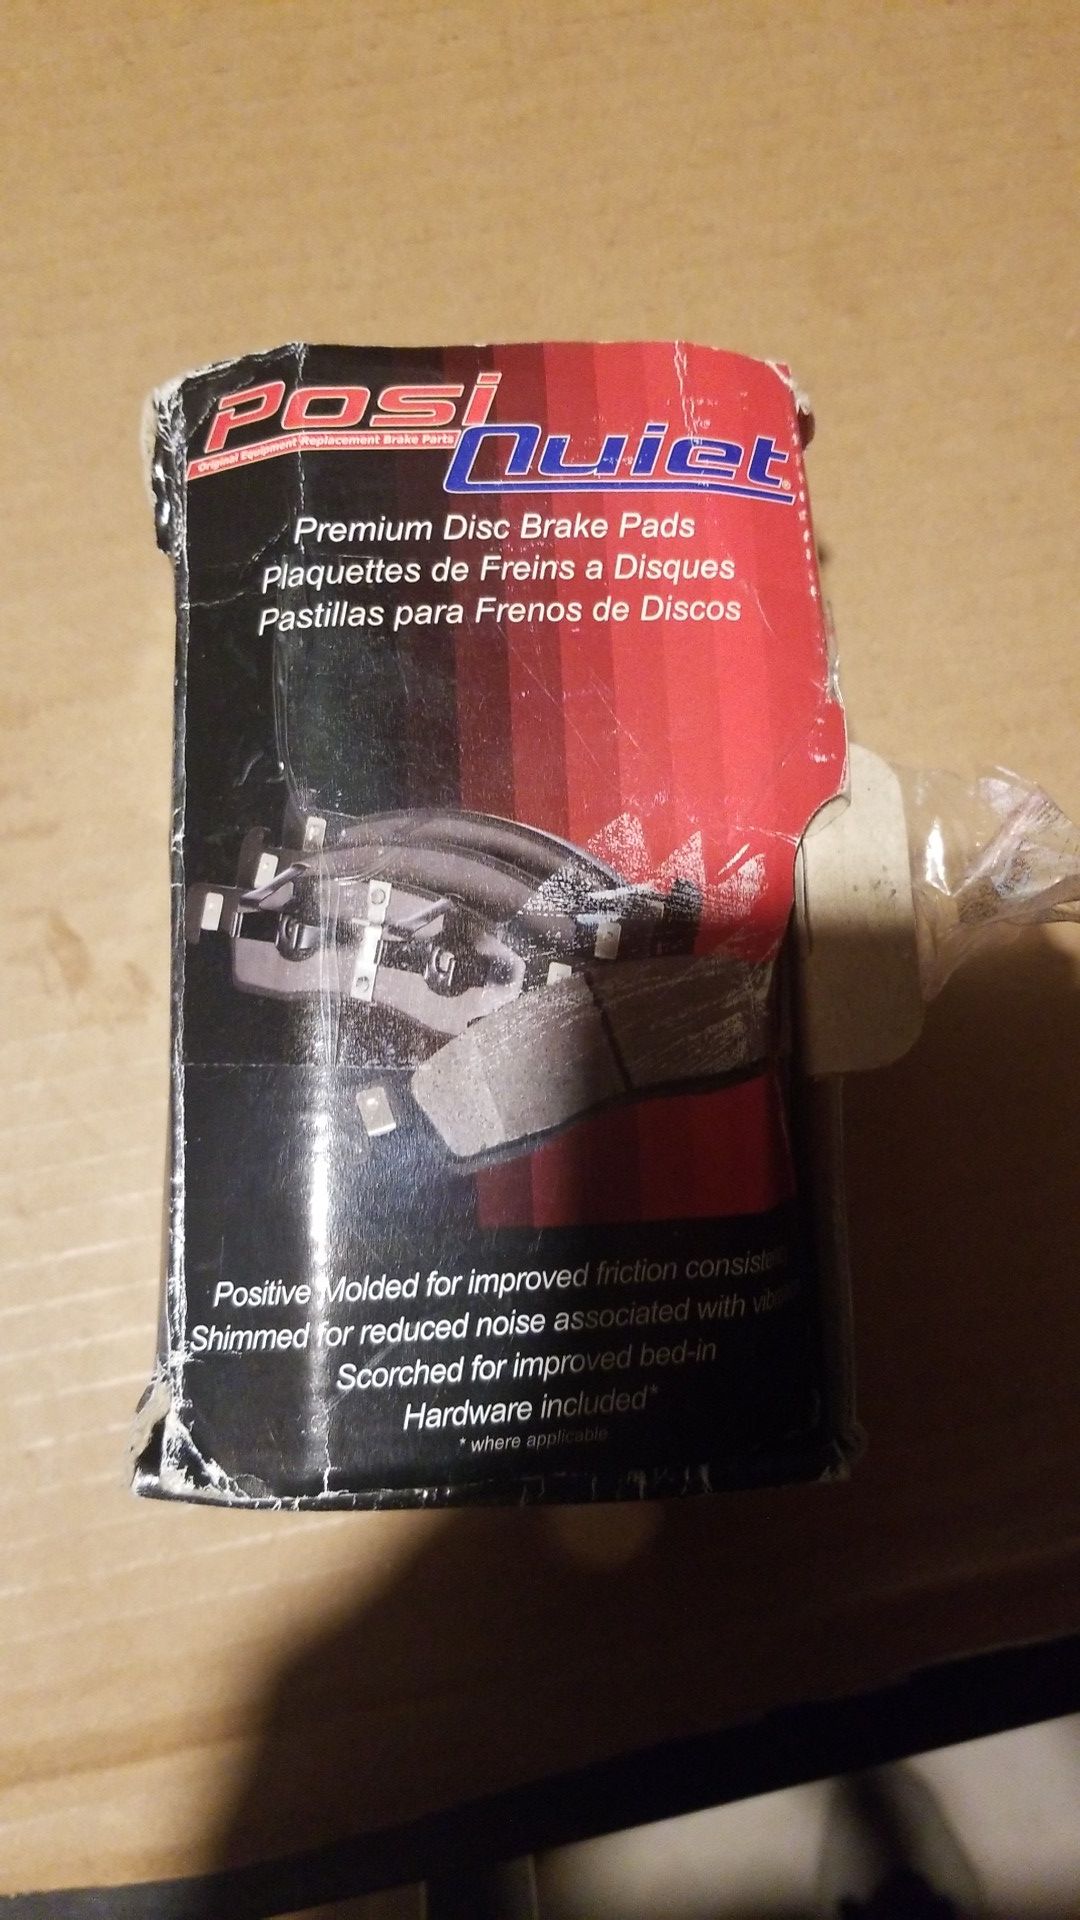 Posi
Original Equipment Replacement Brake Parts
Quiet®
Premium Disc Brake Pads
Plaquettes de Freins a Disques
Pastillas para Frenos de Discos
Positive Molded for improved friction
Shimmed for reduced noise associated with
Scorched for improved bed-in
Hardware included*
* where applicable